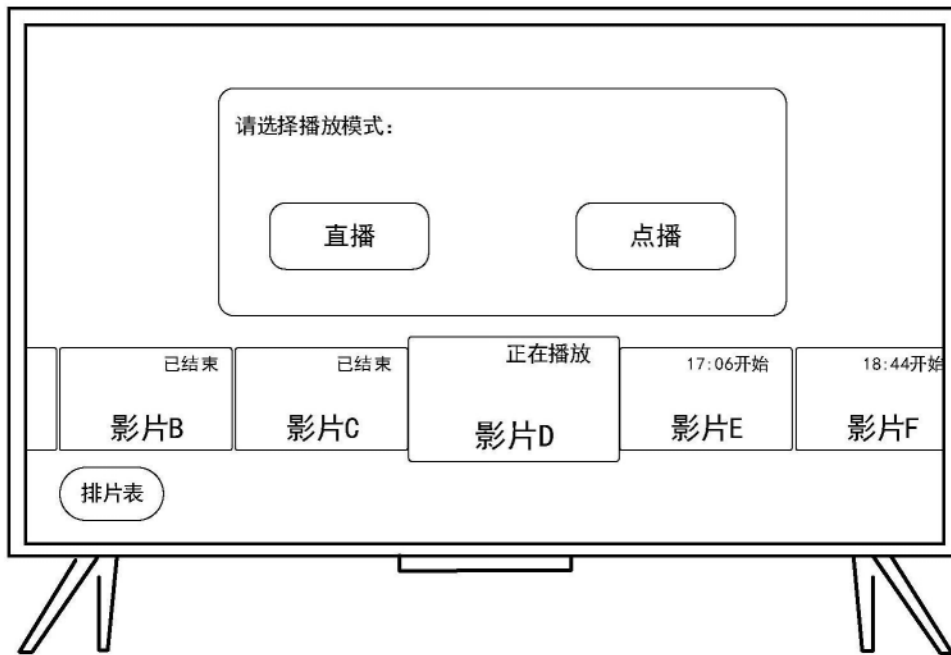 请选择播放模式:
直播
点播
已结束
已结束
正在播放
17:06开始
18:44开始
影片B
影片C
影片D
影片E
影片F
排片表